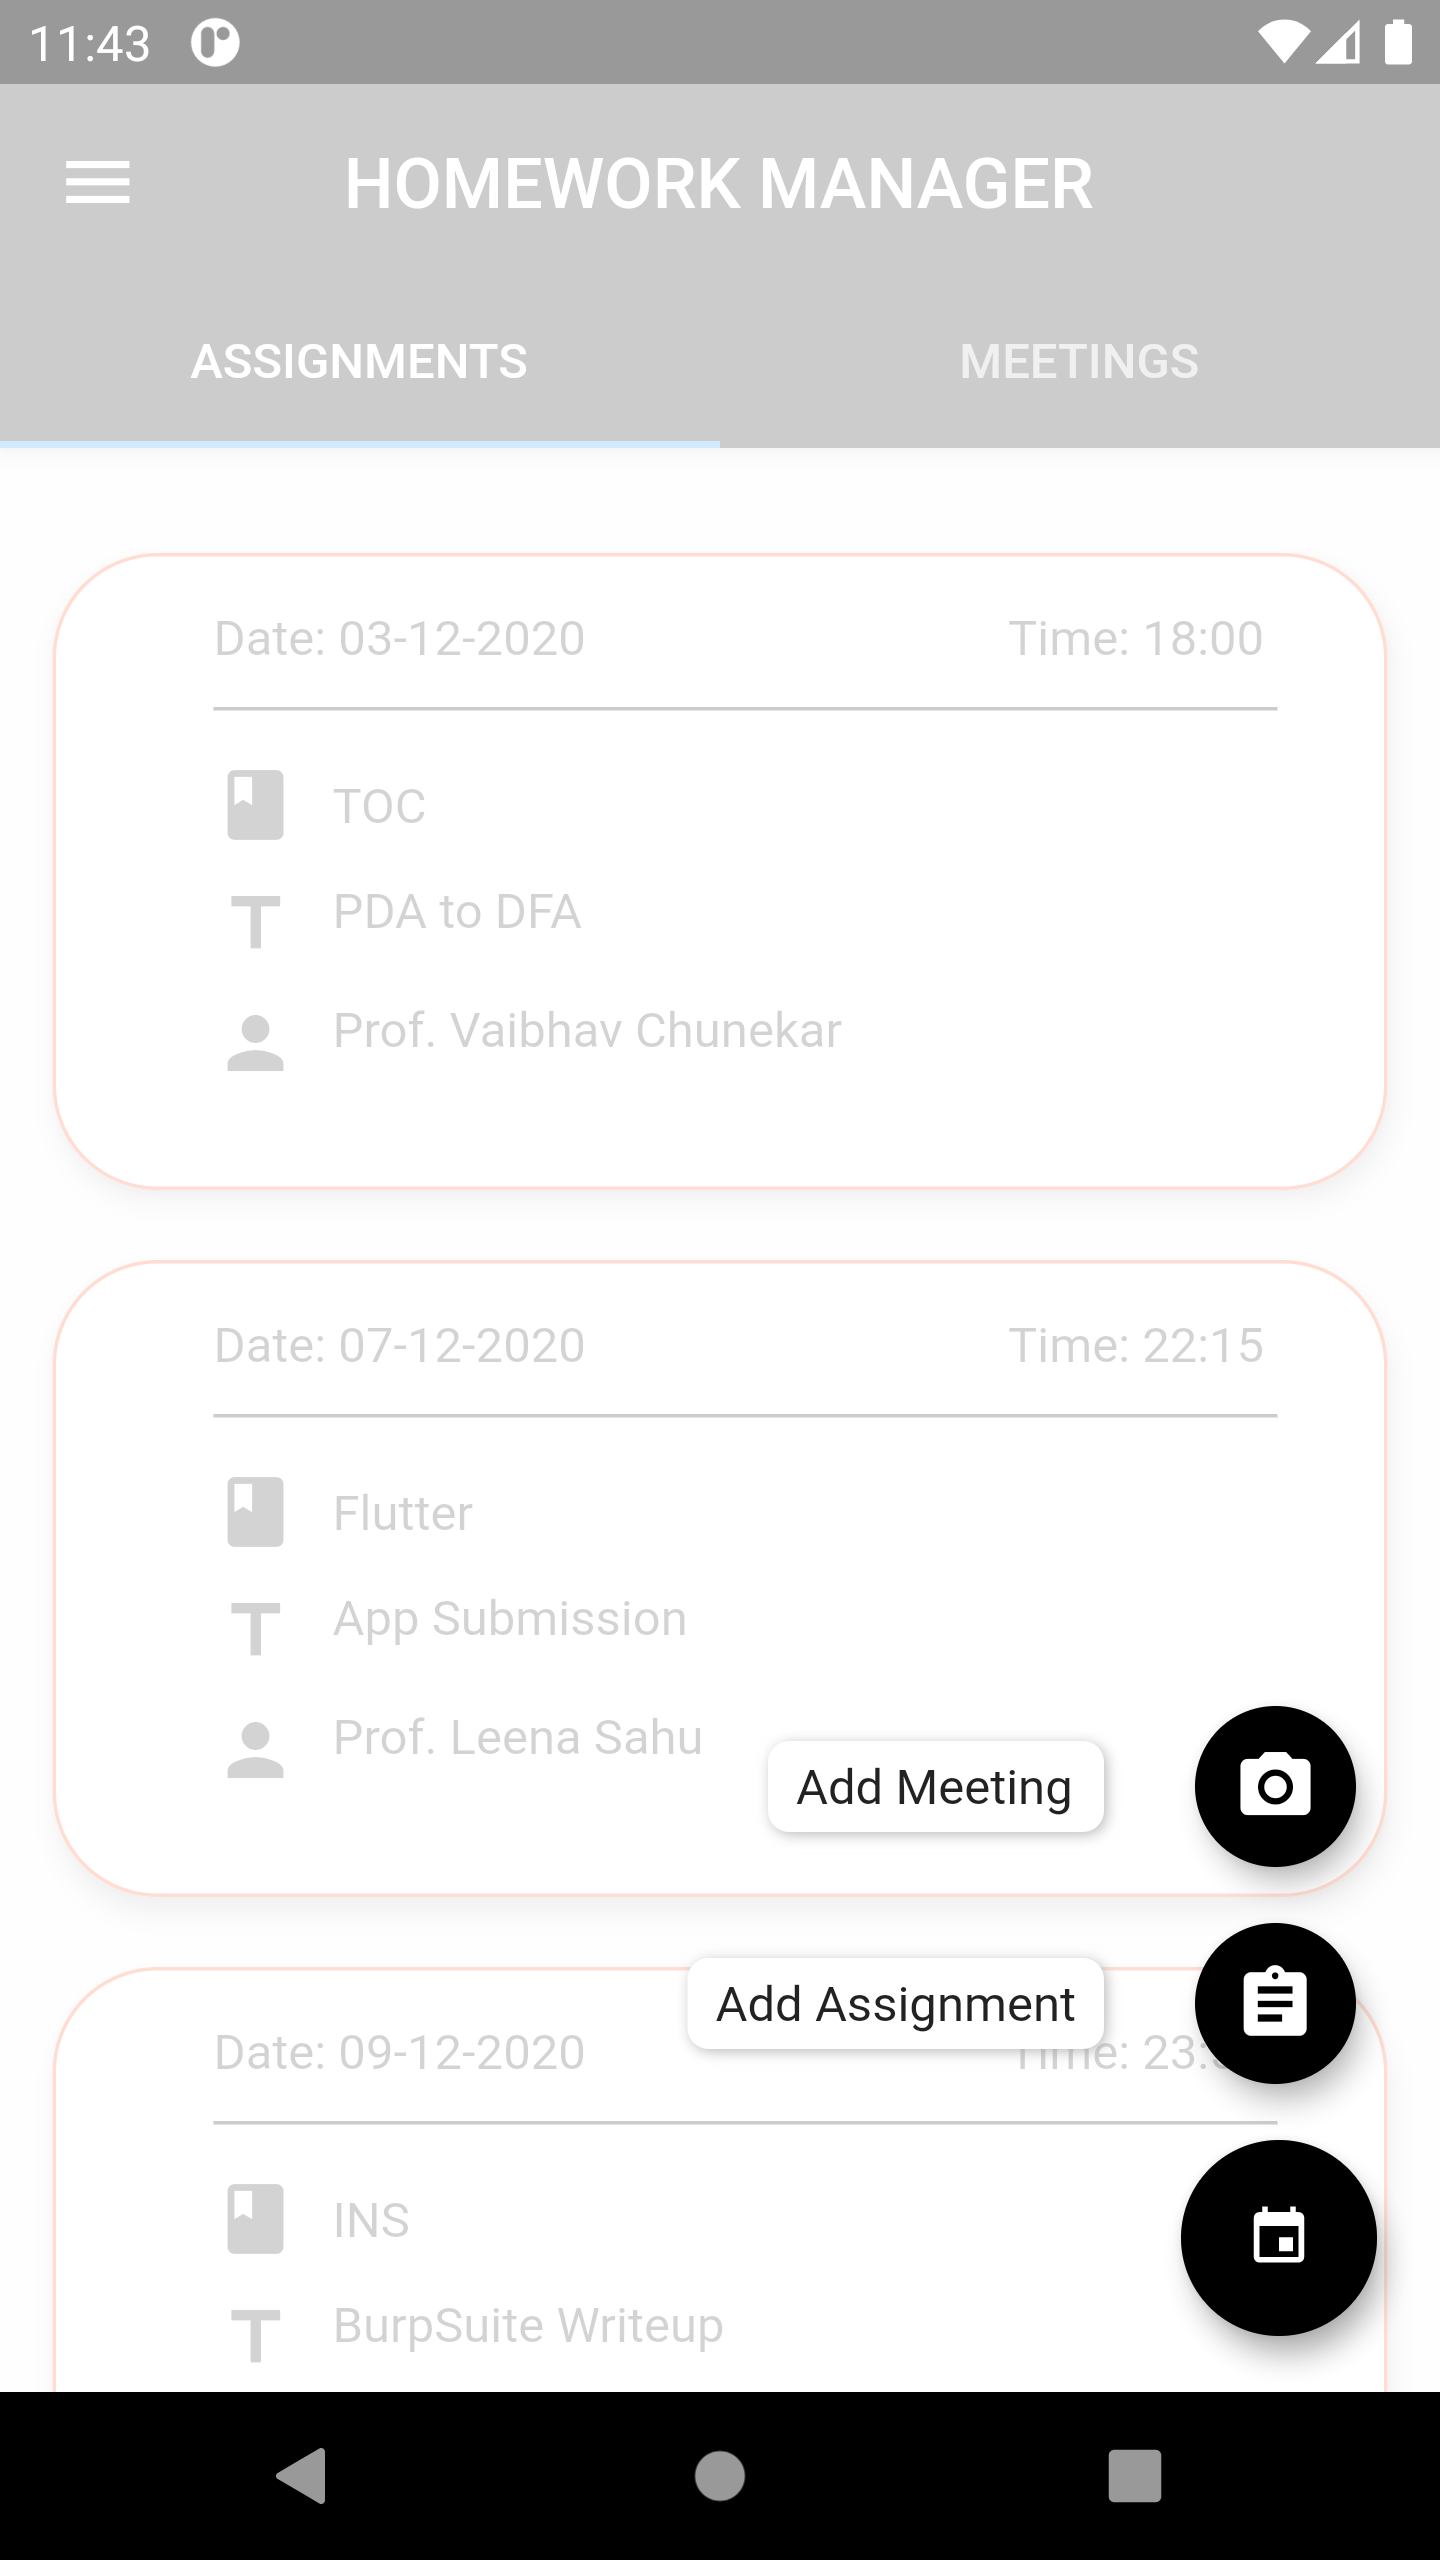 11:43
HOMEWORK MANAGER
ASSIGNMENTS
MEETINGS
Date: 03-12-2020
Time: 18:00
TOC
PDA to DFA
Prof. Vaibhav Chunekar
Date: 07-12-2020
Time: 22:15
Flutter
App Submission
Prof. Leena Sahu
Add Meeting
Add Assignment
Date: 09-12-2020
Time:
INS
BurpSuite Writeup